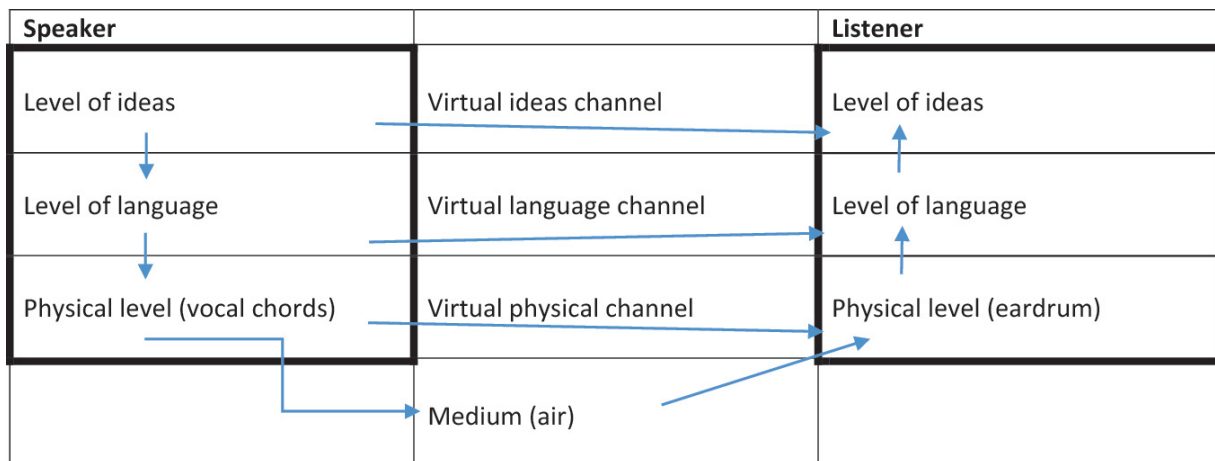 Speaker
Listener
Level of ideas
Virtual ideas channel
Level of ideas
Level of language
Virtual language channel
Level of language
Physical level (vocal chords)
Virtual physical channel
Physical level (eardrum)
Medium (air)